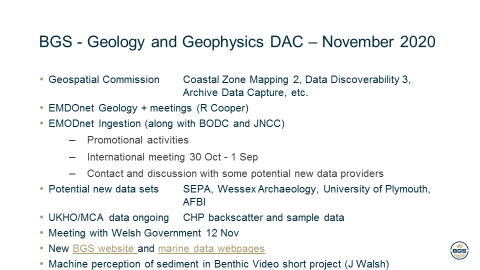 BGS - Geology and Geophysics DAC – November 2020
• Geospatial Commission Coastal Zone Mapping 2, Data Discoverability 3,
Archive Data Capture, etc.
• EMDOnet Geology + meetings (R Cooper)
• EMODnet Ingestion (along with BODC and JNCC)
– Promotional activities
– International meeting 30 Oct - 1 Sep
– Contact and discussion with some potential new data providers
• Potential new data sets SEPA, Wessex Archaeology, University of Plymouth,
AFBI
• UKHO/MCA data ongoing CHP backscatter and sample data
• Meeting with Welsh Government 12 Nov
• New BGS website and marine data webpages
• Machine perception of sediment in Benthic Video short project (J Walsh)
BGS